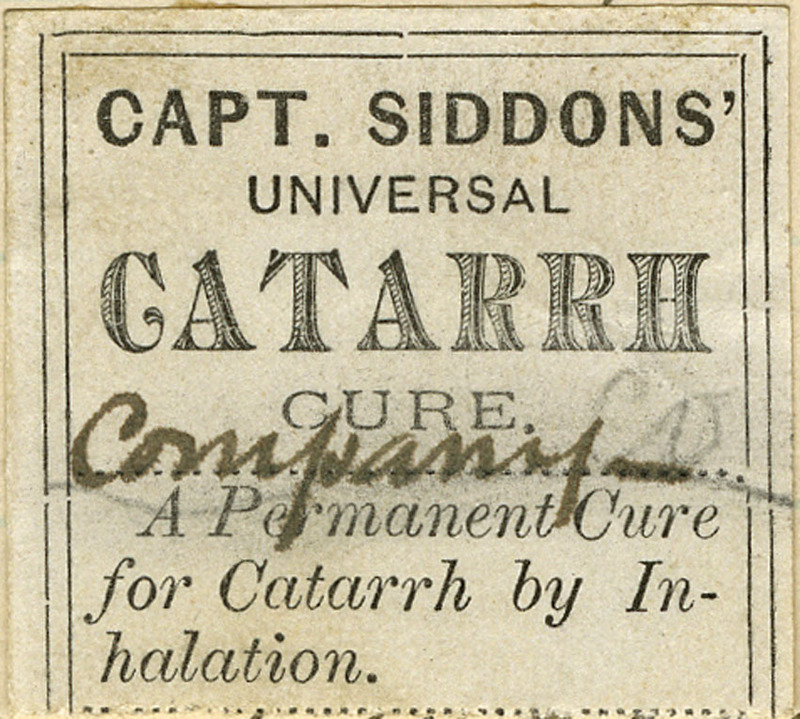 CAPT. SIDDONS'
UNIVERSAL
CATARRH
CURE.
Company
A Permanent Cure
for Catarrh by In-
halation.